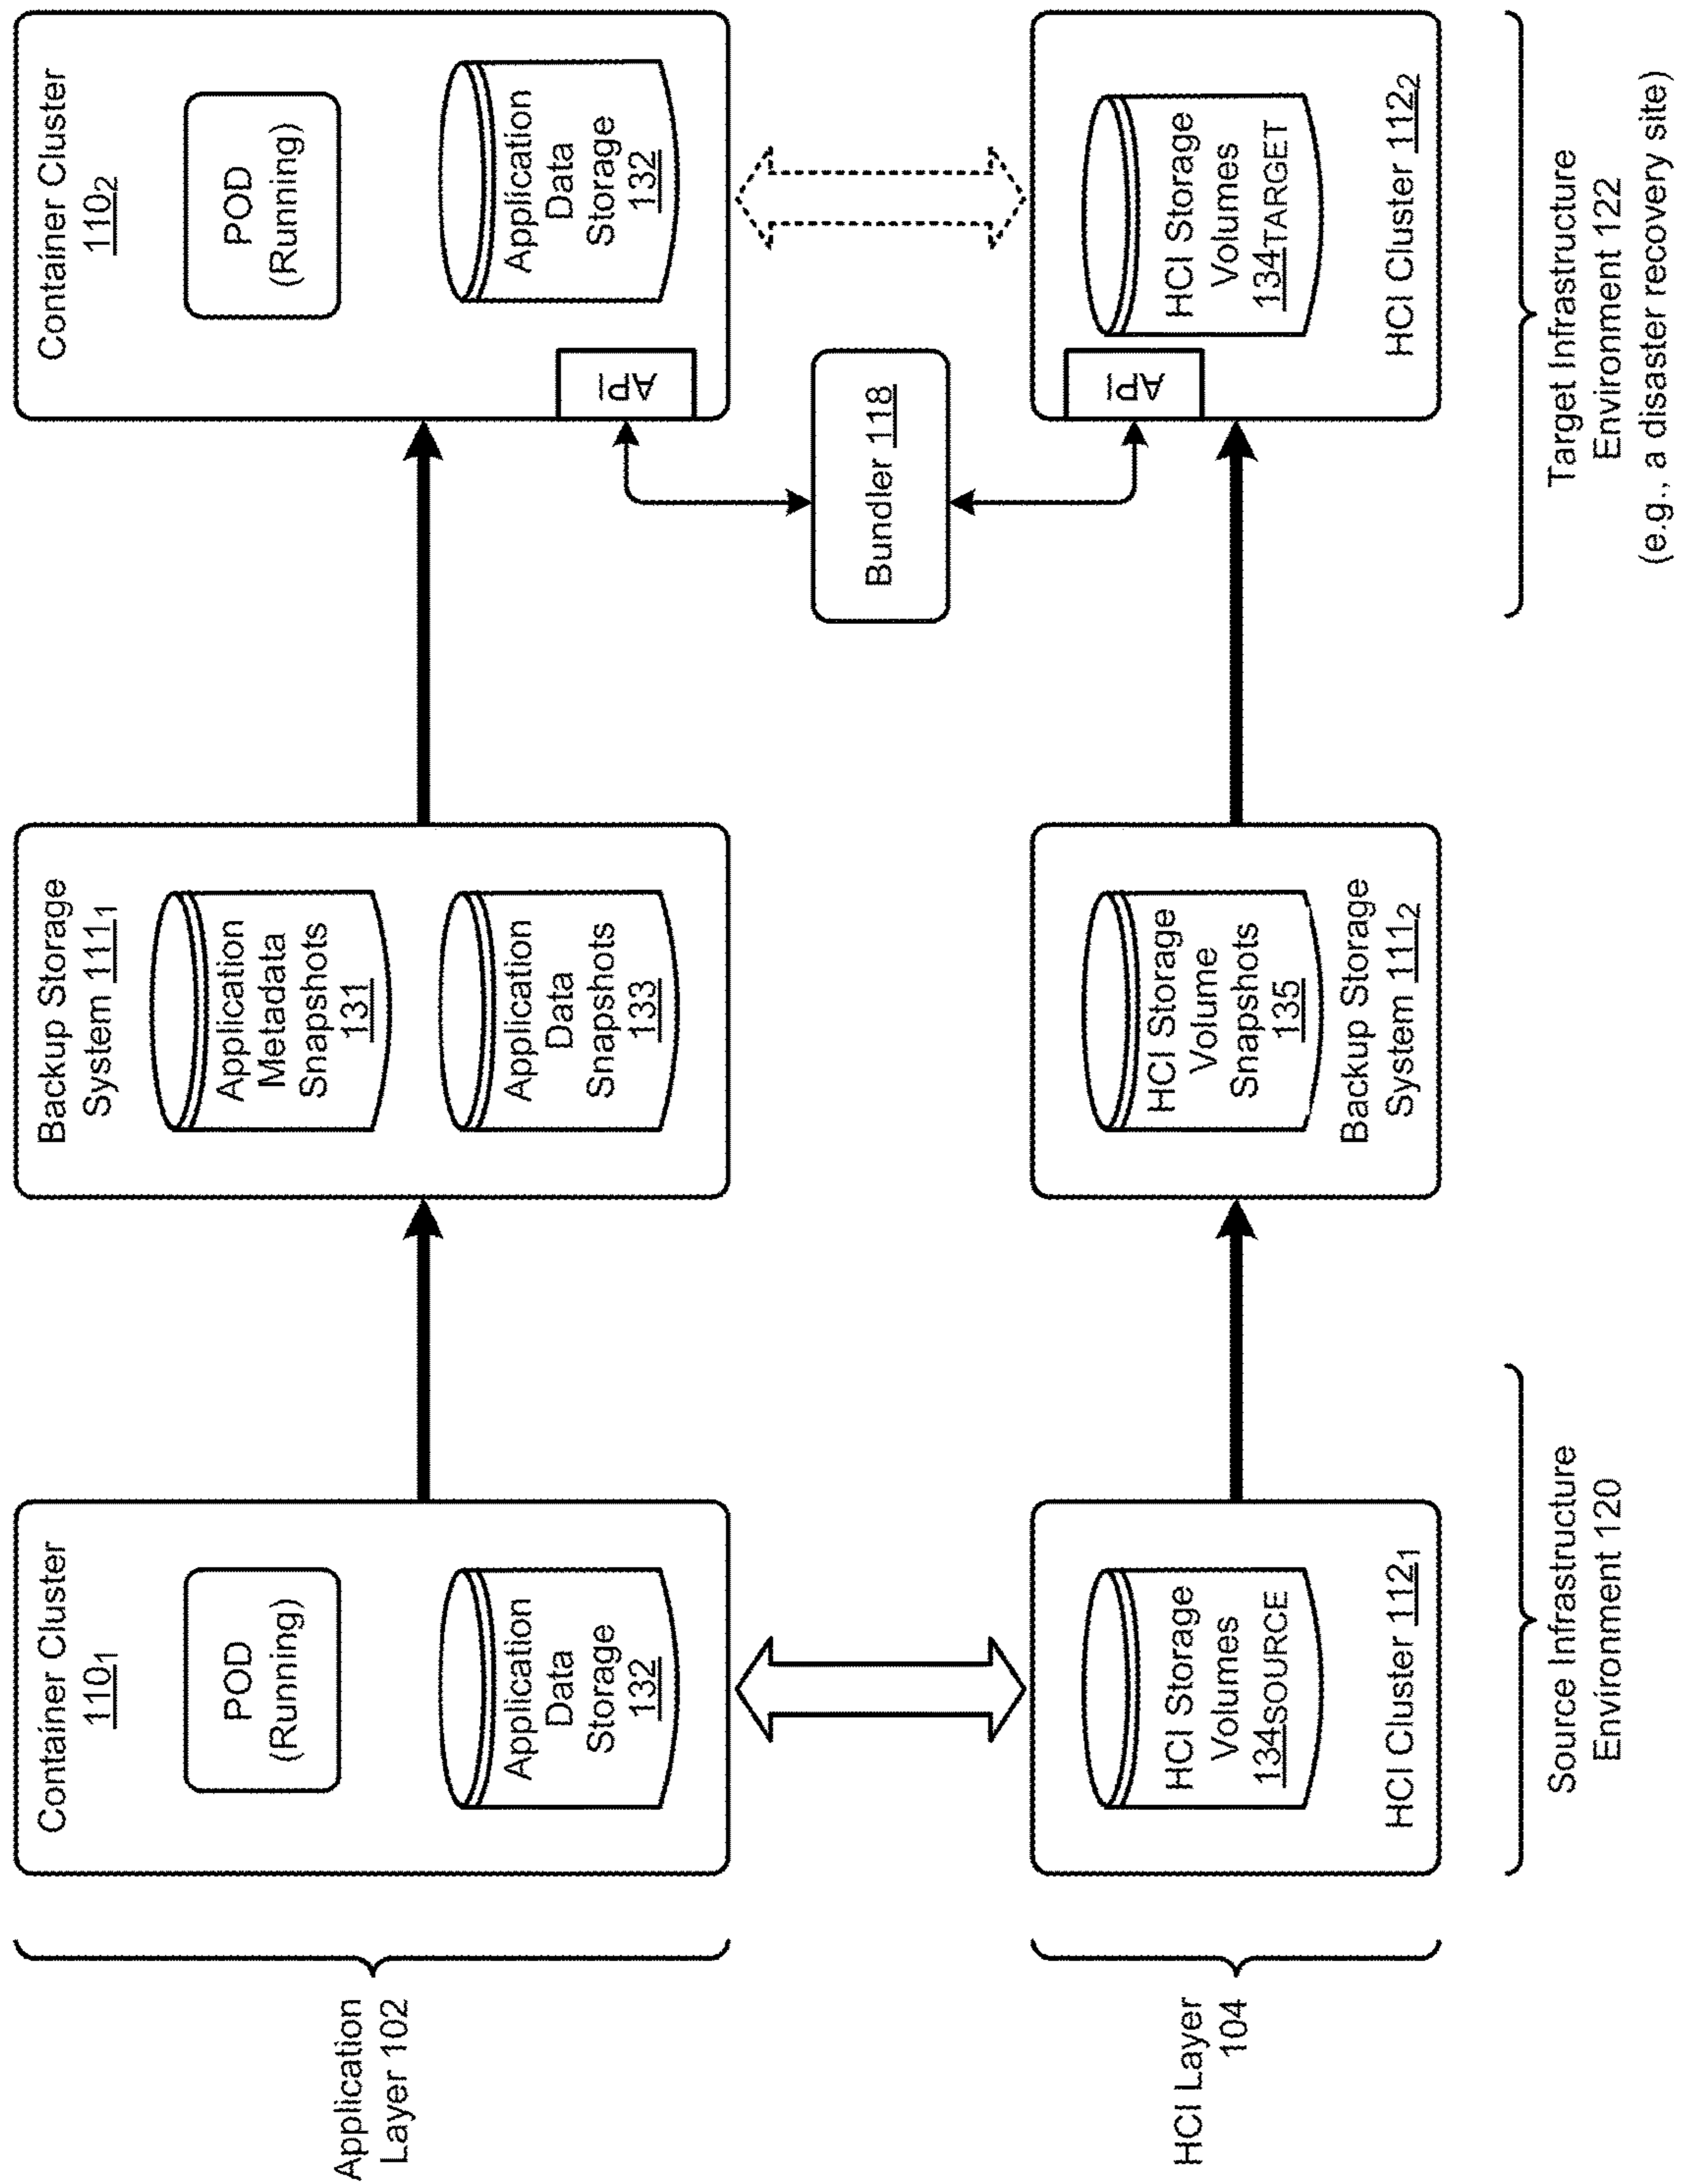 Application
Layer 102
Container Cluster
110₁
POD
(Running)
Application
Data
Storage
132
Backup Storage
System 111₁
Application
Metadata
Snapshots
131
Application
Data
Snapshots
133
Container Cluster
110₂
POD
(Running)
Application
Data
Storage
132
API
Bundler 118
HCI Layer
104
HCI Storage
Volumes
134SOURCE
HCI Cluster 112₁
HCI Storage
Volume
Snapshots
135
Backup Storage
System 111₂
API
HCI Storage
Volumes
134TARGET
HCI Cluster 112₂
Source Infrastructure
Environment 120
Target Infrastructure
Environment 122
(e.g., a disaster recovery site)